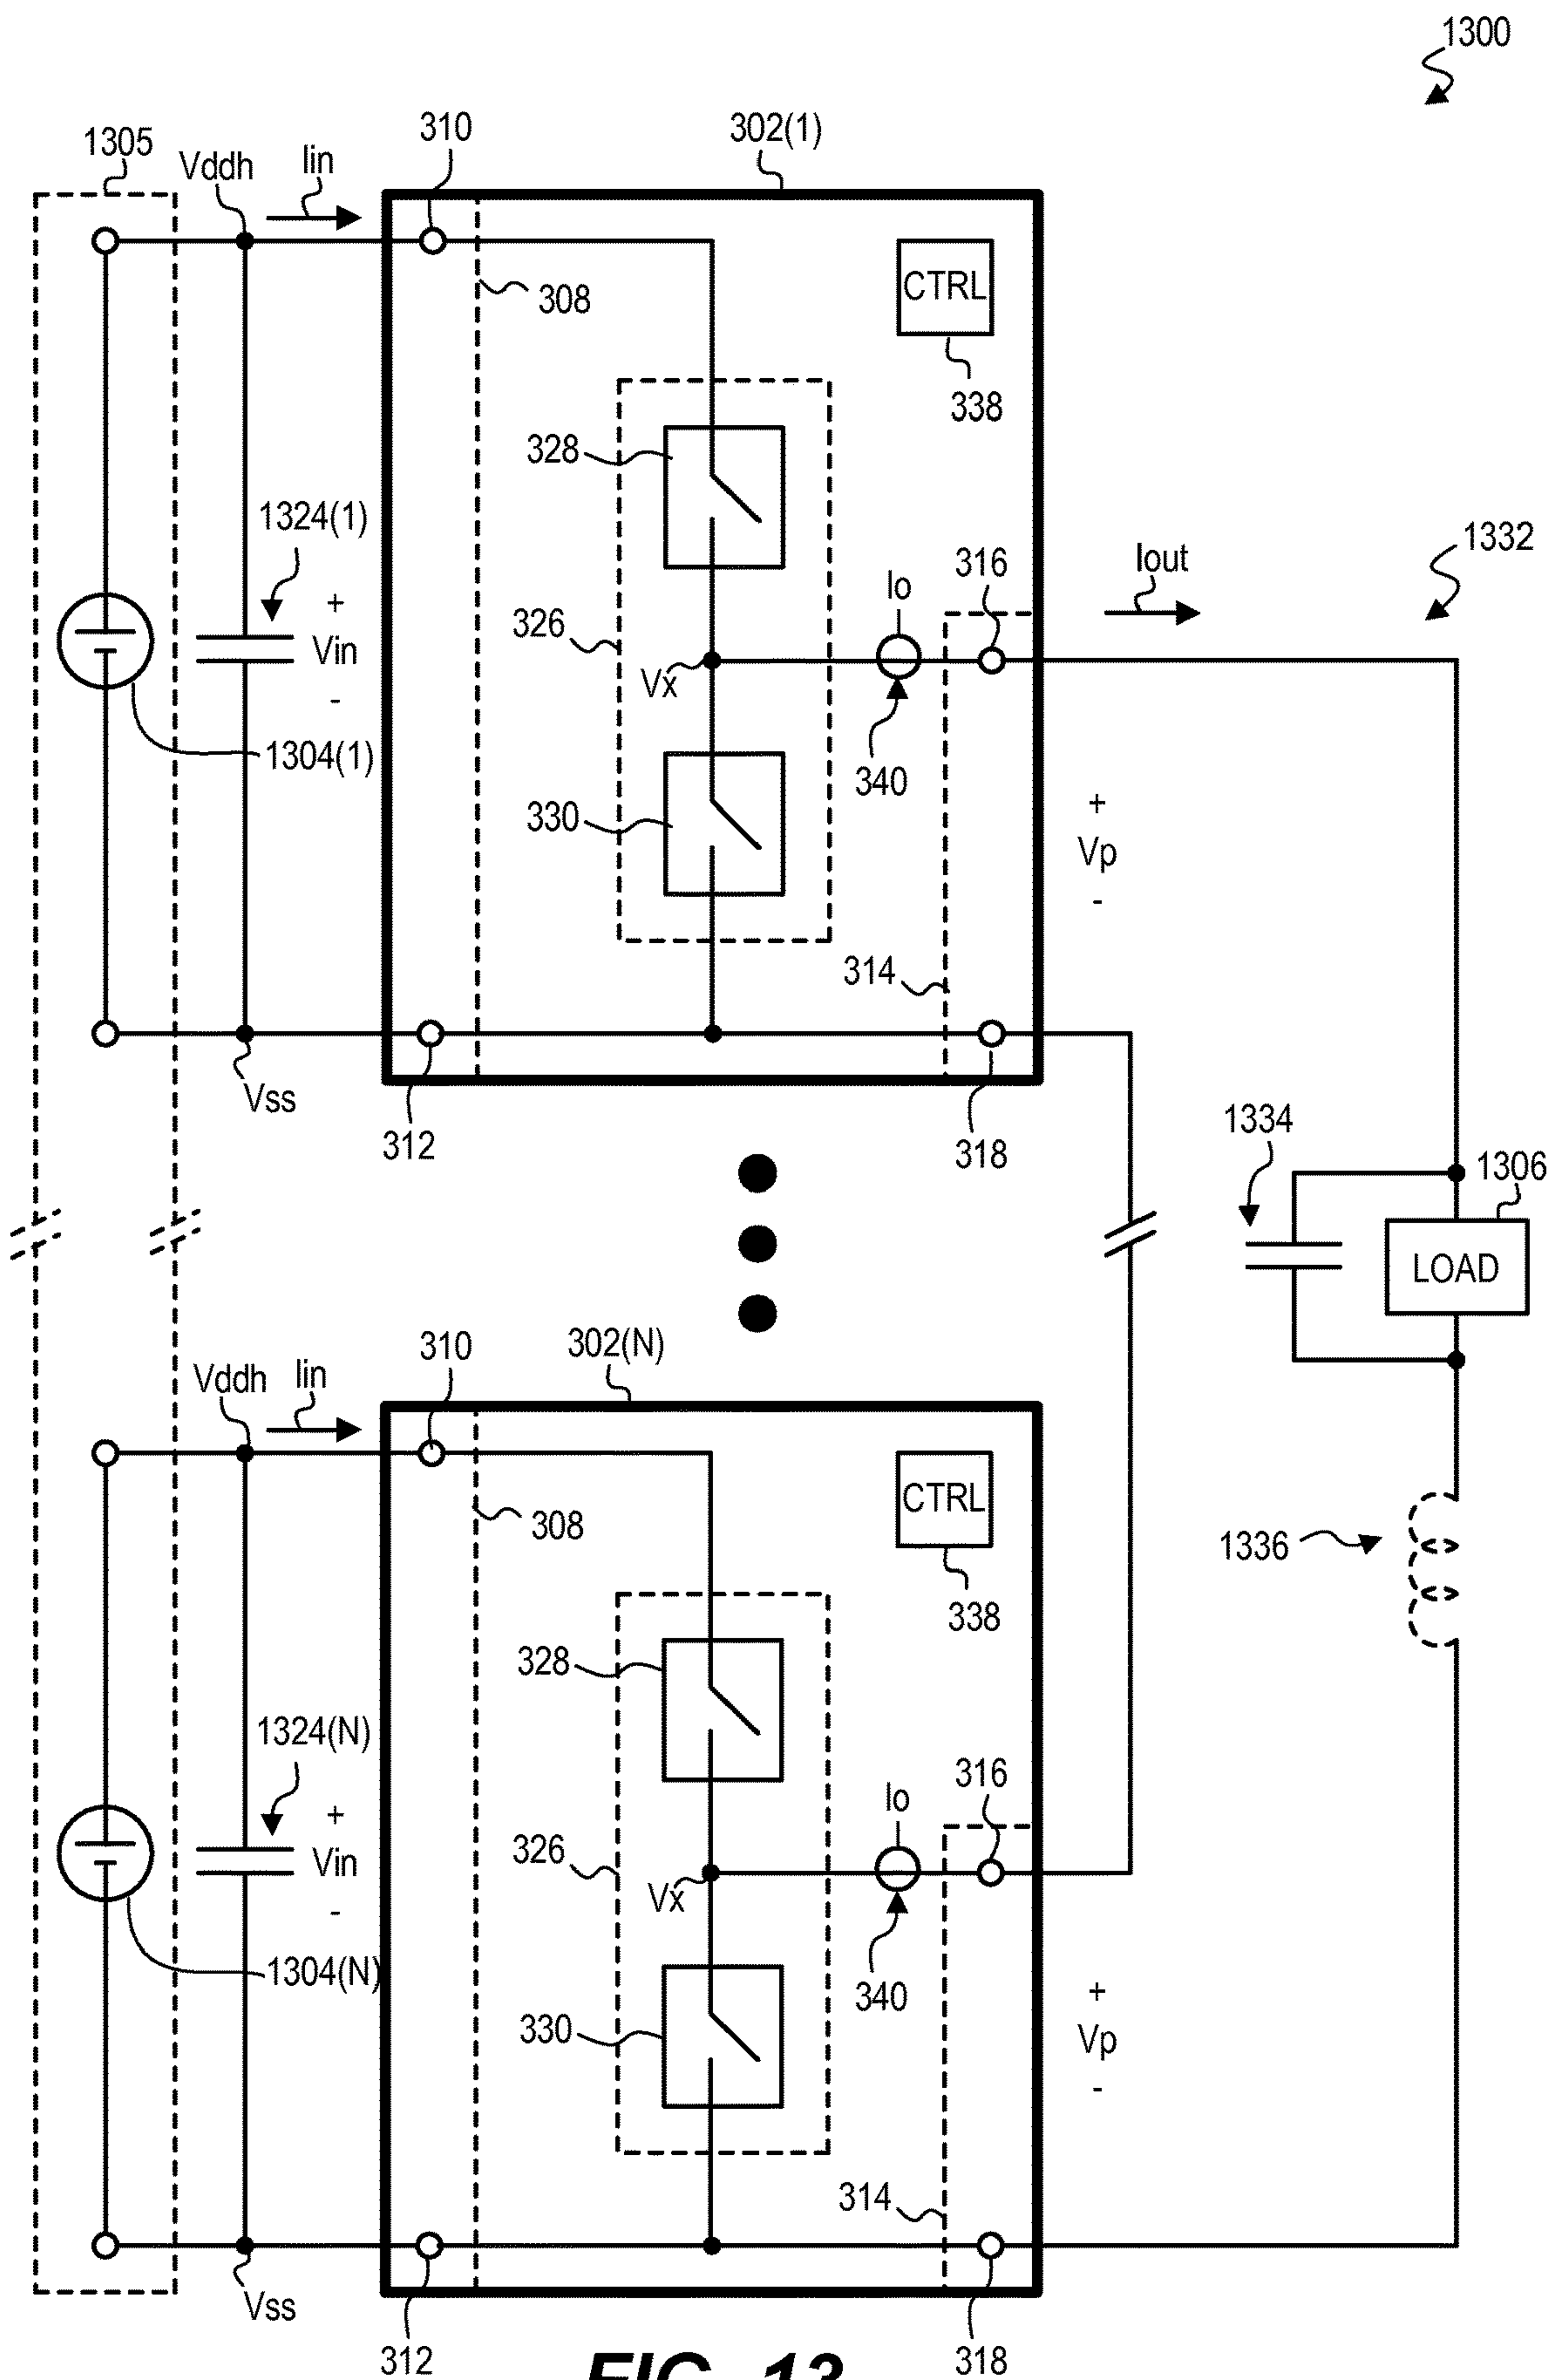 1300
1305
Vddh
Iin
310
302(1)
308
CTRL
338
328
1324(1)
+
Vin
-
326
Vx
Io
316
Iout
1332
1304(1)
340
330
+
Vp
-
314
Vss
312
318
1334
1306
LOAD
302(N)
Vddh
Iin
310
308
CTRL
338
1336
328
1324(N)
+
Vin
-
326
Vx
Io
316
1304(N)
340
330
+
Vp
-
314
Vss
312
318
FIG. 13